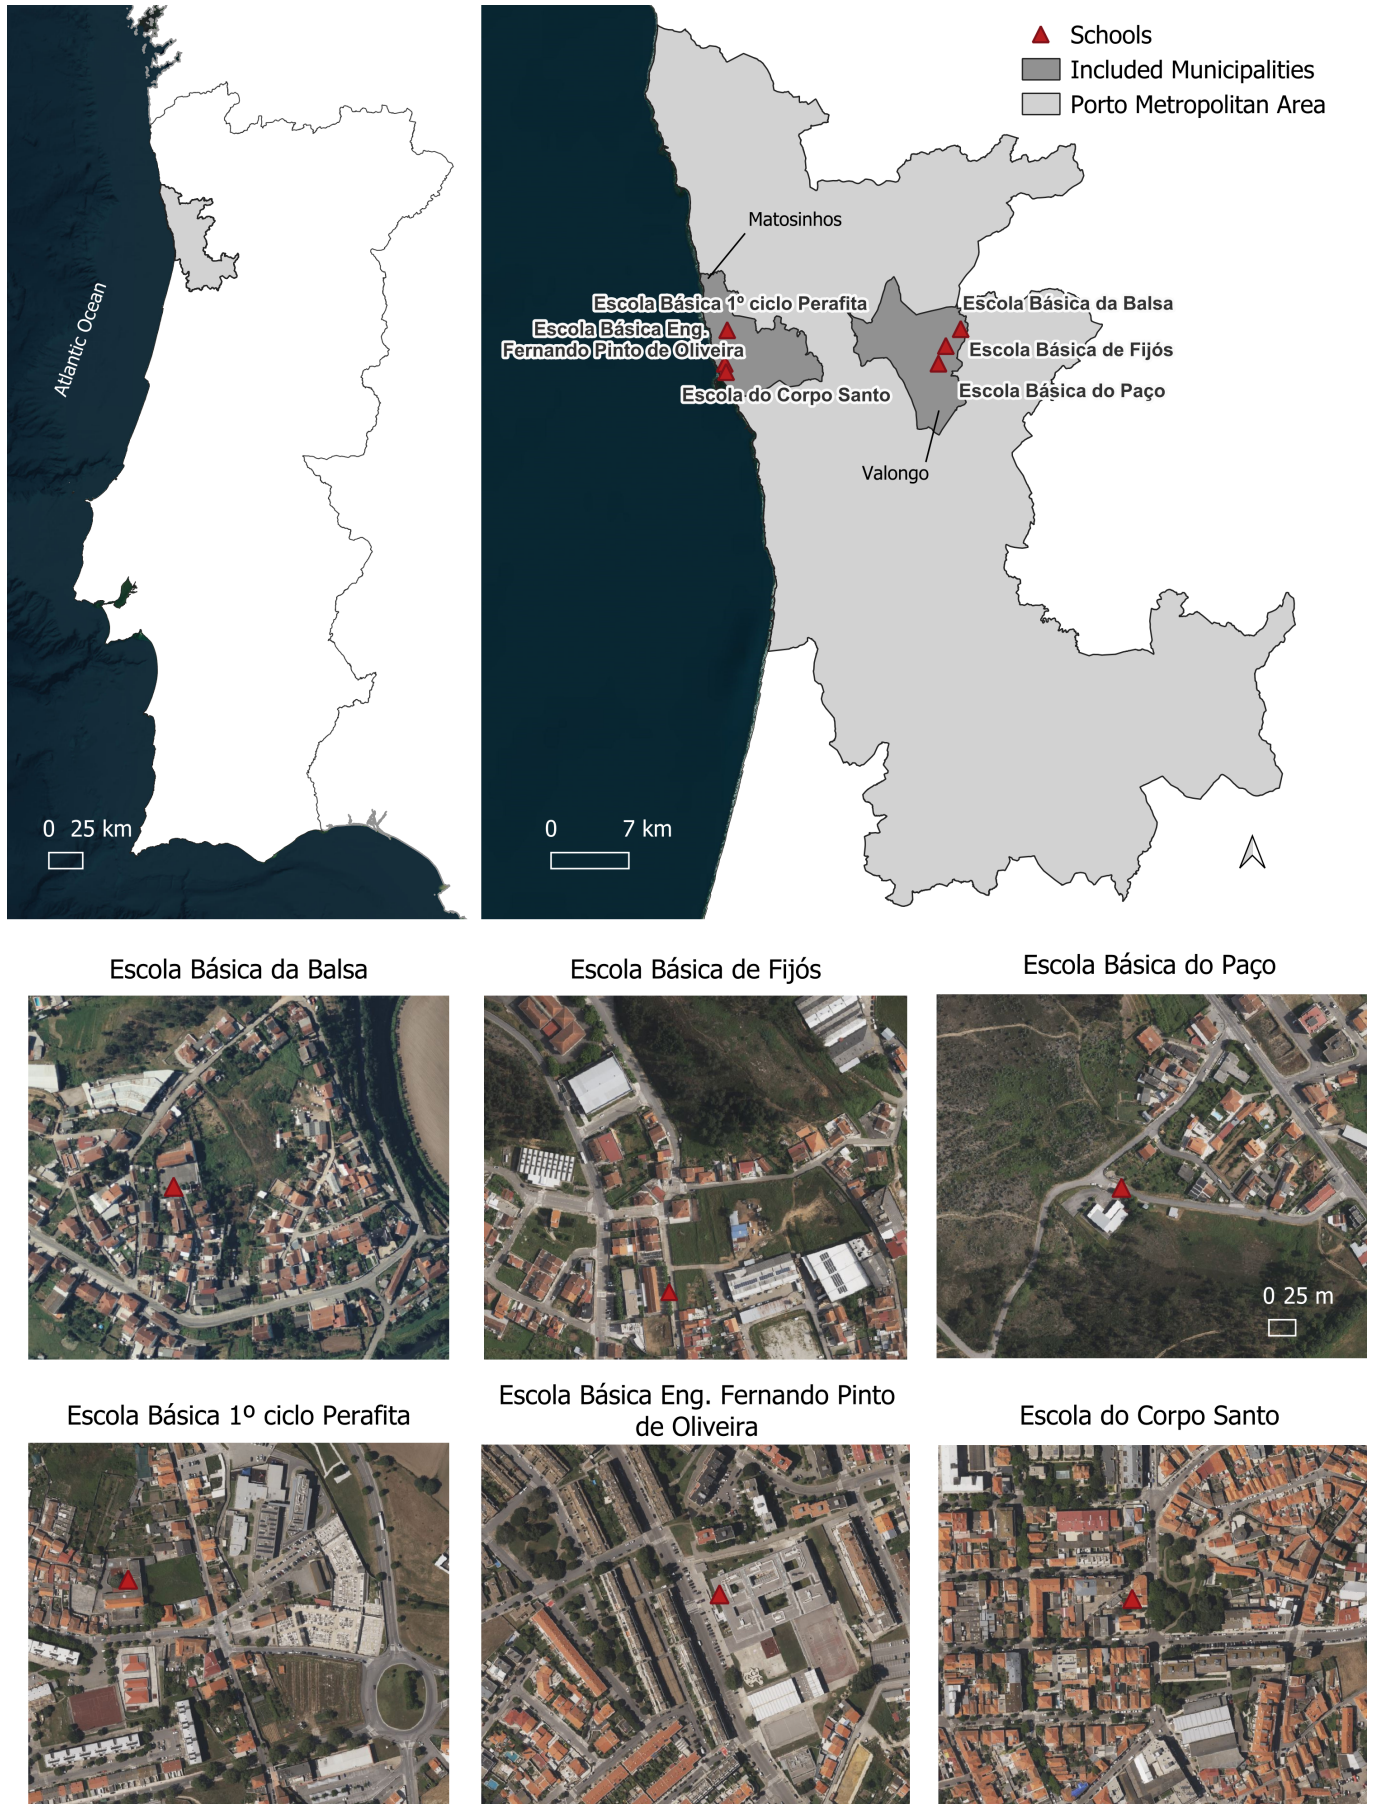 Atlantic Ocean
0 25 km
Schools
Included Municipalities
Porto Metropolitan Area
Matosinhos
Escola Básica 1º ciclo Perafita
Escola Básica Eng.
Fernando Pinto de Oliveira
Escola do Corpo Santo
Escola Básica da Balsa
Escola Básica de Fijós
Escola Básica do Paço
Valongo
0 7 km
Escola Básica da Balsa
Escola Básica de Fijós
Escola Básica do Paço
0 25 m
Escola Básica 1º ciclo Perafita
Escola Básica Eng. Fernando Pinto
de Oliveira
Escola do Corpo Santo